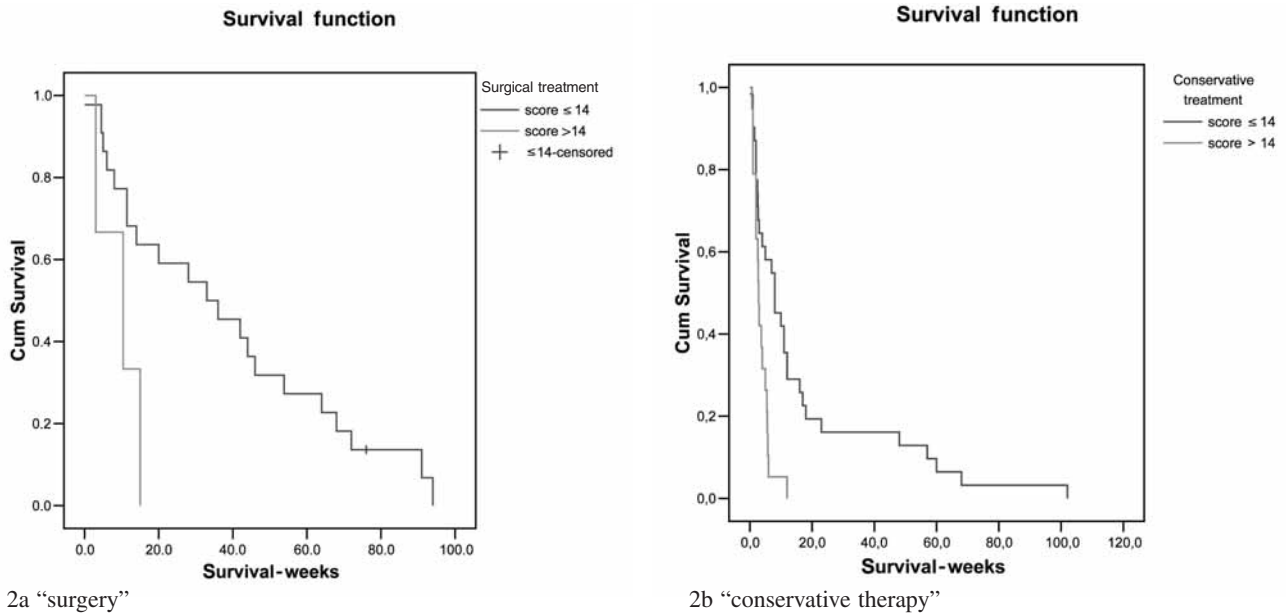 Survival function
Surgical treatment
score ≤ 14
score >14
≤14-censored
Cum Survival
1.0
0.8
0.6
0.4
0.2
0.0
0.0 20.0 40.0 60.0 80.0 100.0
Survival-weeks
2a “surgery”
Survival function
Conservative
treatment
score ≤ 14
score > 14
Cum Survival
1,0
0,8
0,6
0,4
0,2
0,0
0,0 20,0 40,0 60,0 80,0 100,0 120,0
Survival-weeks
2b “conservative therapy”